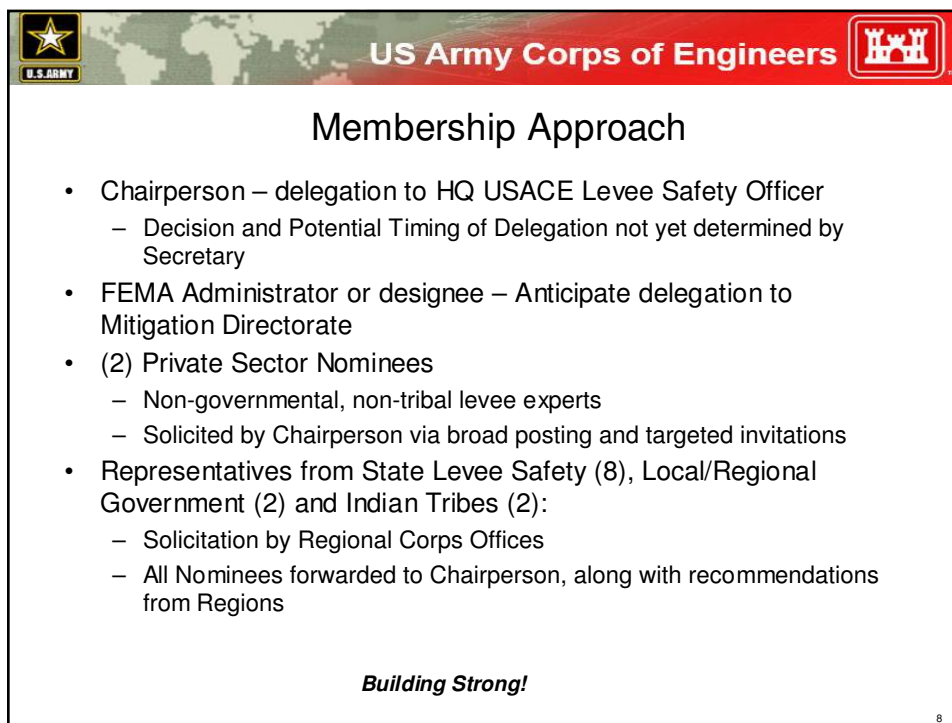 U.S.ARMY
US Army Corps of Engineers
Membership Approach
• Chairperson – delegation to HQ USACE Levee Safety Officer
– Decision and Potential Timing of Delegation not yet determined by
Secretary
• FEMA Administrator or designee – Anticipate delegation to
Mitigation Directorate
• (2) Private Sector Nominees
– Non-governmental, non-tribal levee experts
– Solicited by Chairperson via broad posting and targeted invitations
• Representatives from State Levee Safety (8), Local/Regional
Government (2) and Indian Tribes (2):
– Solicitation by Regional Corps Offices
– All Nominees forwarded to Chairperson, along with recommendations
from Regions
Building Strong!
8